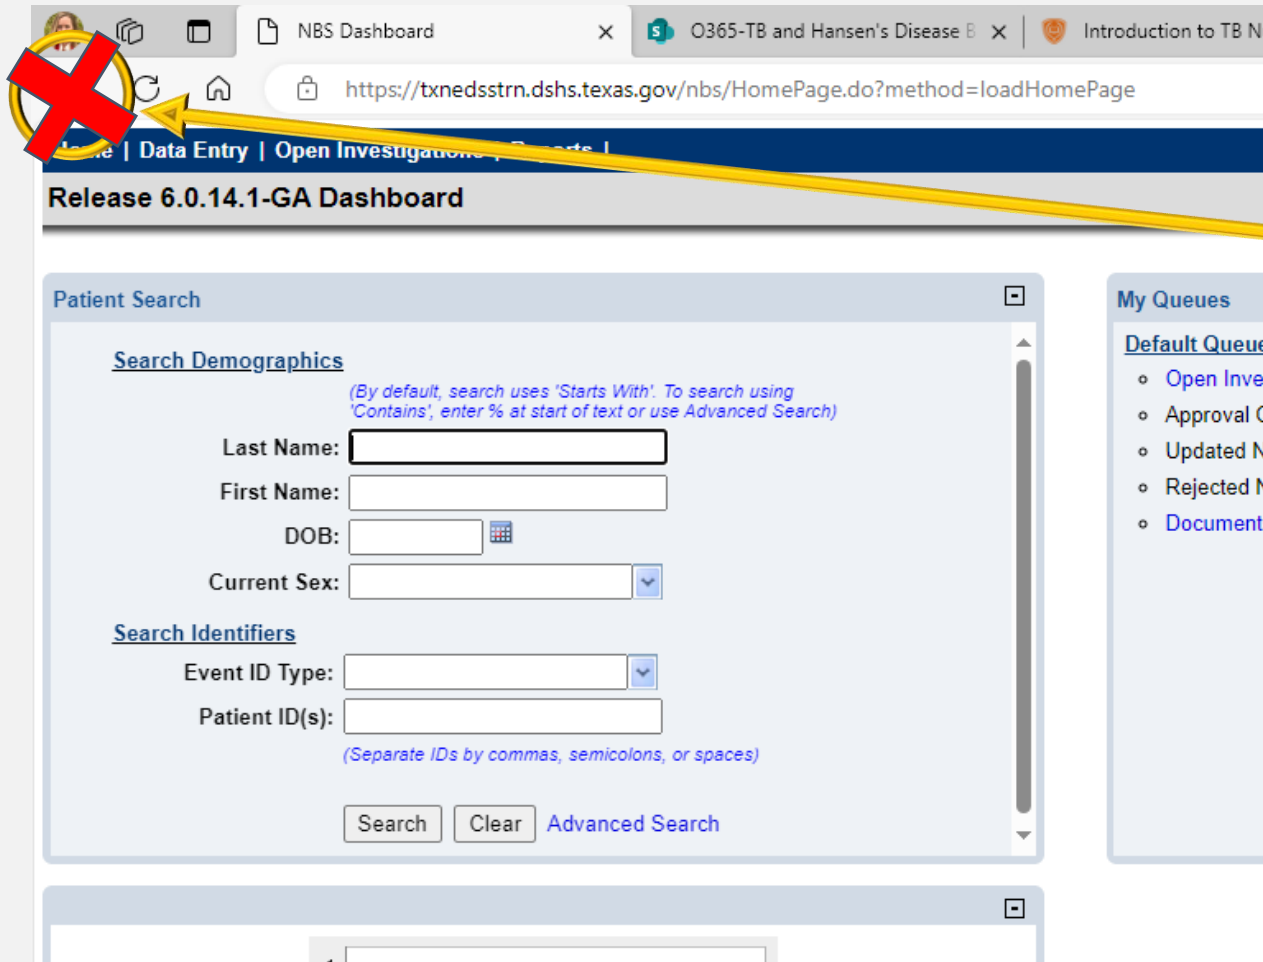 NBS Dashboard
O365-TB and Hansen's Disease B
Introduction to TB N
https://txnedsstrn.dshs.texas.gov/nbs/HomePage.do?method=loadHomePage
Home | Data Entry | Open Investigations | Reports |
Release 6.0.14.1-GA Dashboard
Patient Search
Search Demographics
(By default, search uses 'Starts With'. To search using
'Contains', enter % at start of text or use Advanced Search)
Last Name:
First Name:
DOB:
Current Sex:
Search Identifiers
Event ID Type:
Patient ID(s):
(Separate IDs by commas, semicolons, or spaces)
Search Clear Advanced Search
My Queues
Default Queue
Open Inve
Approval
Updated N
Rejected N
Document